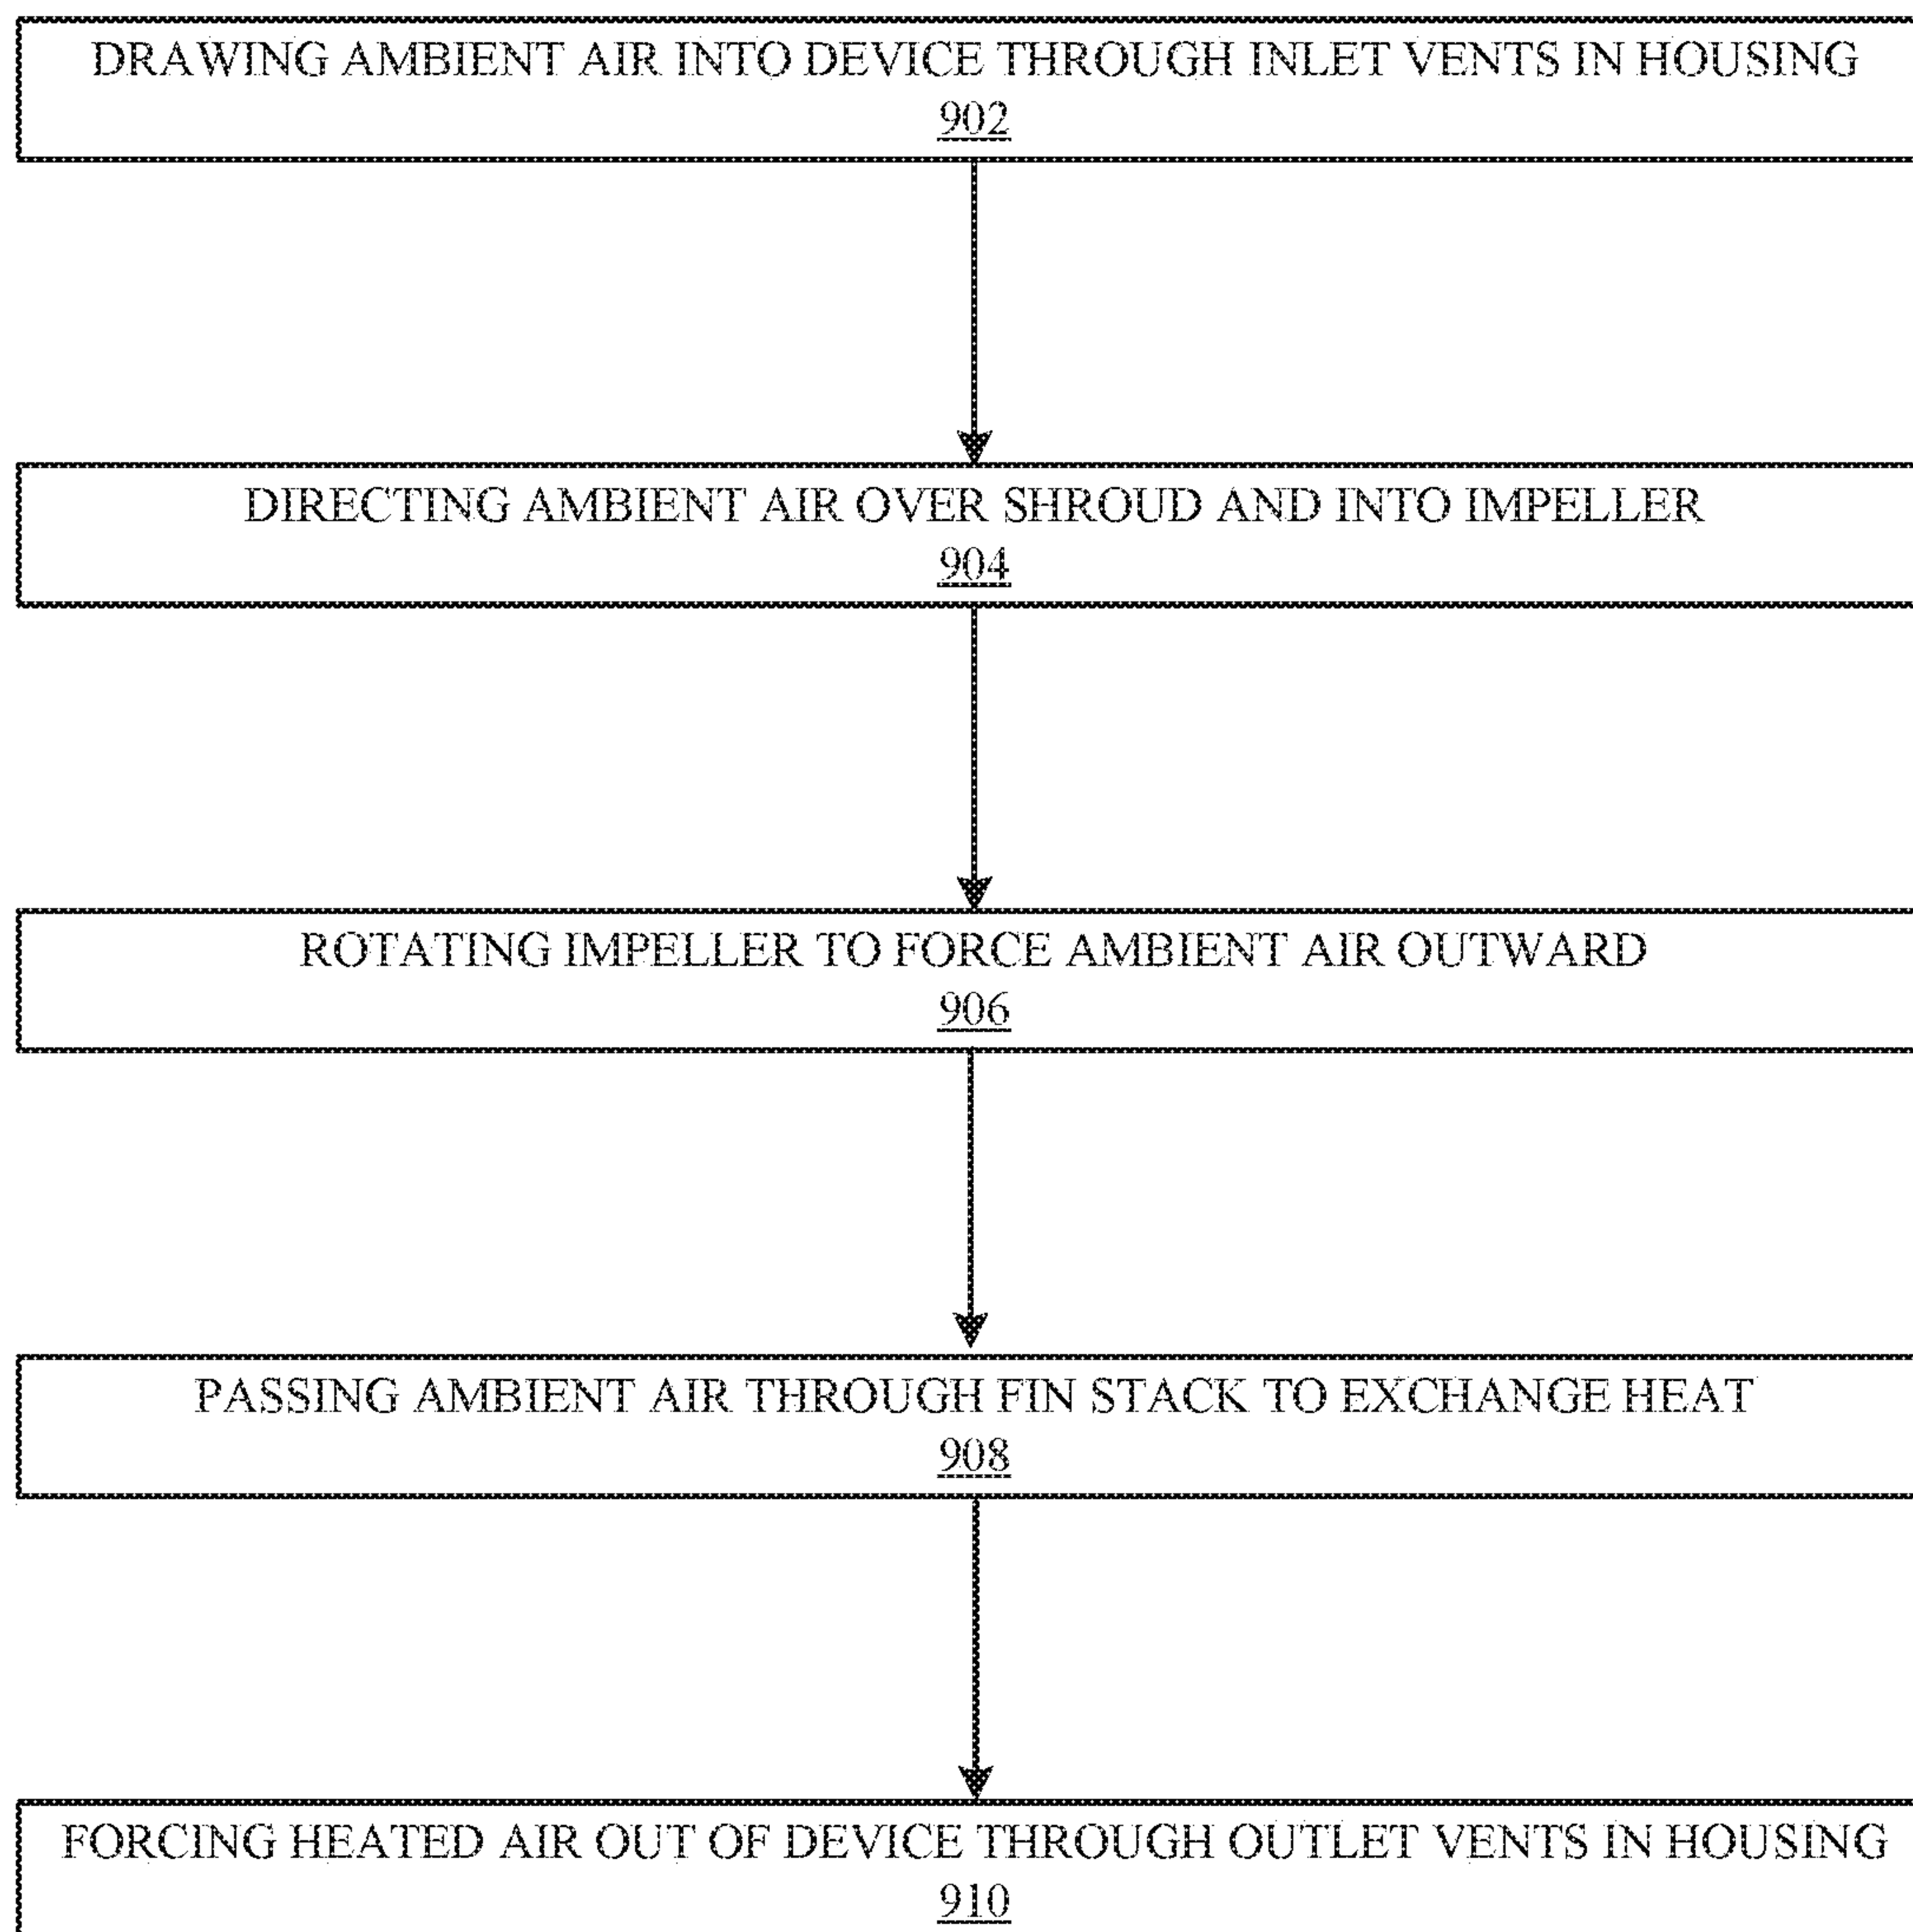 DRAWING AMBIENT AIR INTO DEVICE THROUGH INLET VENTS IN HOUSING
902
DIRECTING AMBIENT AIR OVER SHROUD AND INTO IMPELLER
904
ROTATING IMPELLER TO FORCE AMBIENT AIR OUTWARD
906
PASSING AMBIENT AIR THROUGH FIN STACK TO EXCHANGE HEAT
908
FORCING HEATED AIR OUT OF DEVICE THROUGH OUTLET VENTS IN HOUSING
910